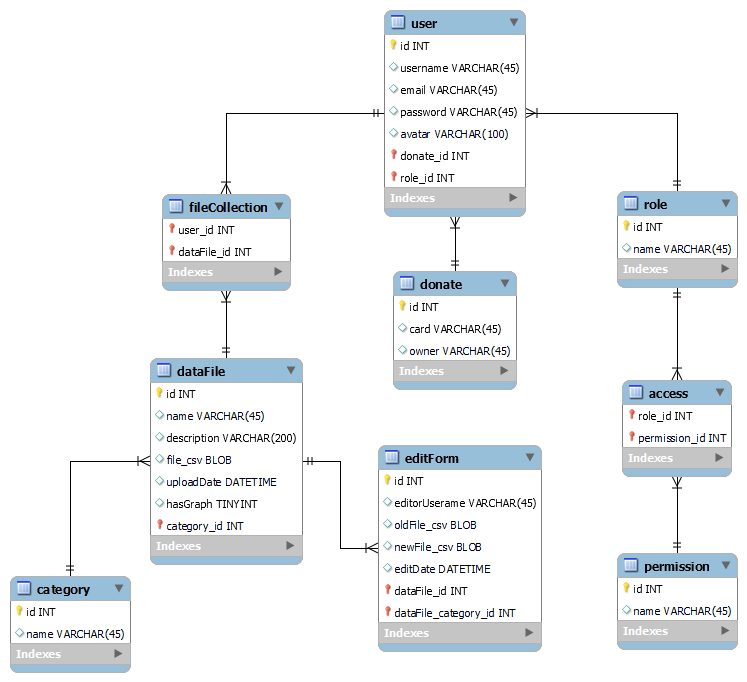 user
id INT
username VARCHAR(45)
email VARCHAR(45)
password VARCHAR(45)
avatar VARCHAR(100)
donate_id INT
role_id INT
Indexes
fileCollection
user_id INT
dataFile_id INT
Indexes
role
id INT
name VARCHAR(45)
Indexes
donate
id INT
card VARCHAR(45)
owner VARCHAR(45)
Indexes
dataFile
id INT
name VARCHAR(45)
description VARCHAR(200)
file_csv BLOB
uploadDate DATETIME
hasGraph TINYINT
category_id INT
Indexes
access
role_id INT
permission_id INT
Indexes
editForm
id INT
editorUserame VARCHAR(45)
oldFile_csv BLOB
newFile_csv BLOB
editDate DATETIME
dataFile_id INT
dataFile_category_id INT
Indexes
category
id INT
name VARCHAR(45)
Indexes
permission
id INT
name VARCHAR(45)
Indexes